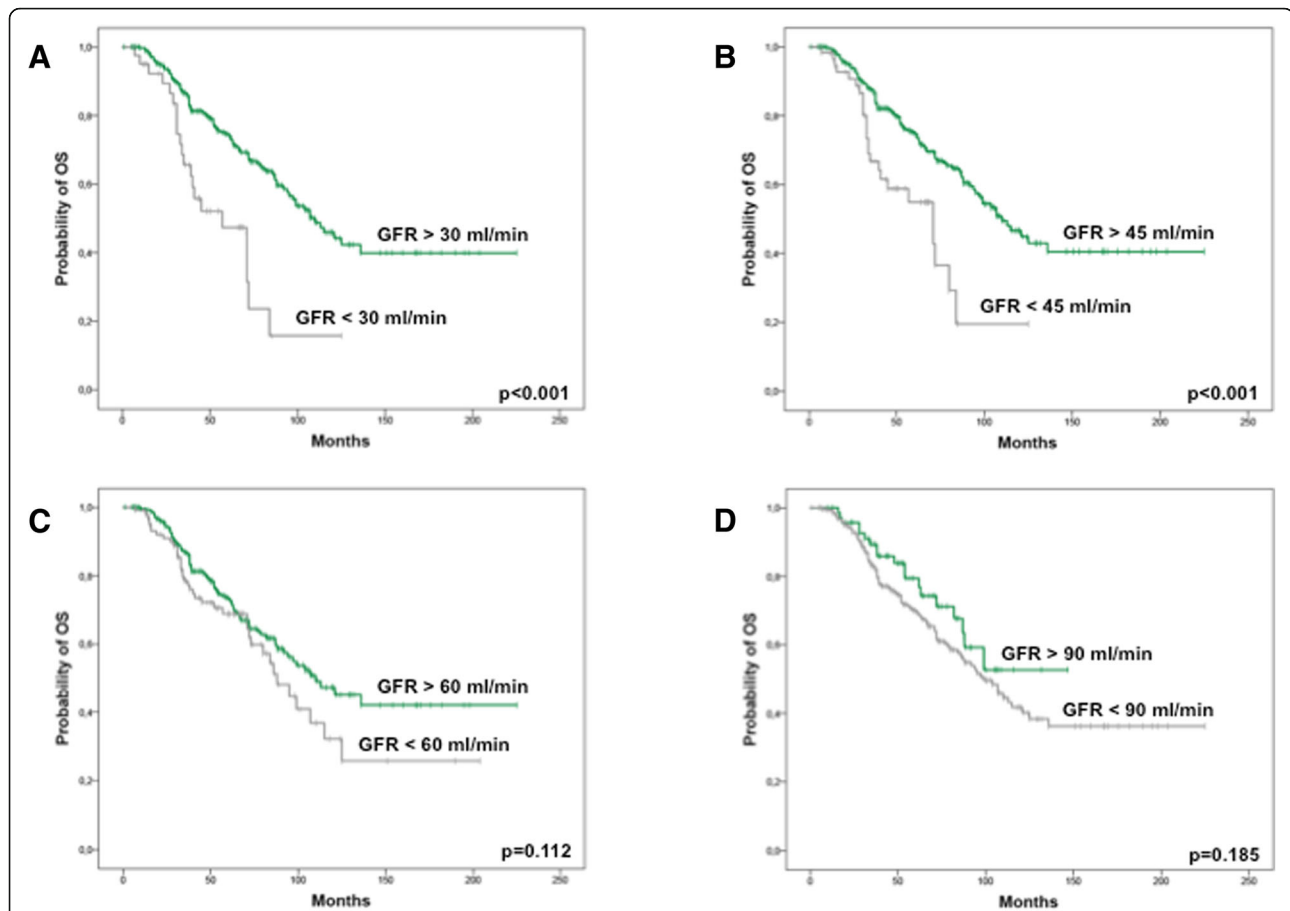 A
Probability of OS
1,0
0,8
0,6
0,4
0,2
0,0
GFR > 30 ml/min
GFR < 30 ml/min
p<0.001
0 50 100 150 200 250
Months
B
Probability of OS
1,0
0,8
0,6
0,4
0,2
0,0
GFR > 45 ml/min
GFR < 45 ml/min
p<0.001
0 50 100 150 200 250
Months
C
Probability of OS
1,0
0,8
0,6
0,4
0,2
0,0
GFR > 60 ml/min
GFR < 60 ml/min
p=0.112
0 50 100 150 200 250
Months
D
Probability of OS
1,0
0,8
0,6
0,4
0,2
0,0
GFR > 90 ml/min
GFR < 90 ml/min
p=0.185
0 50 100 150 200 250
Months